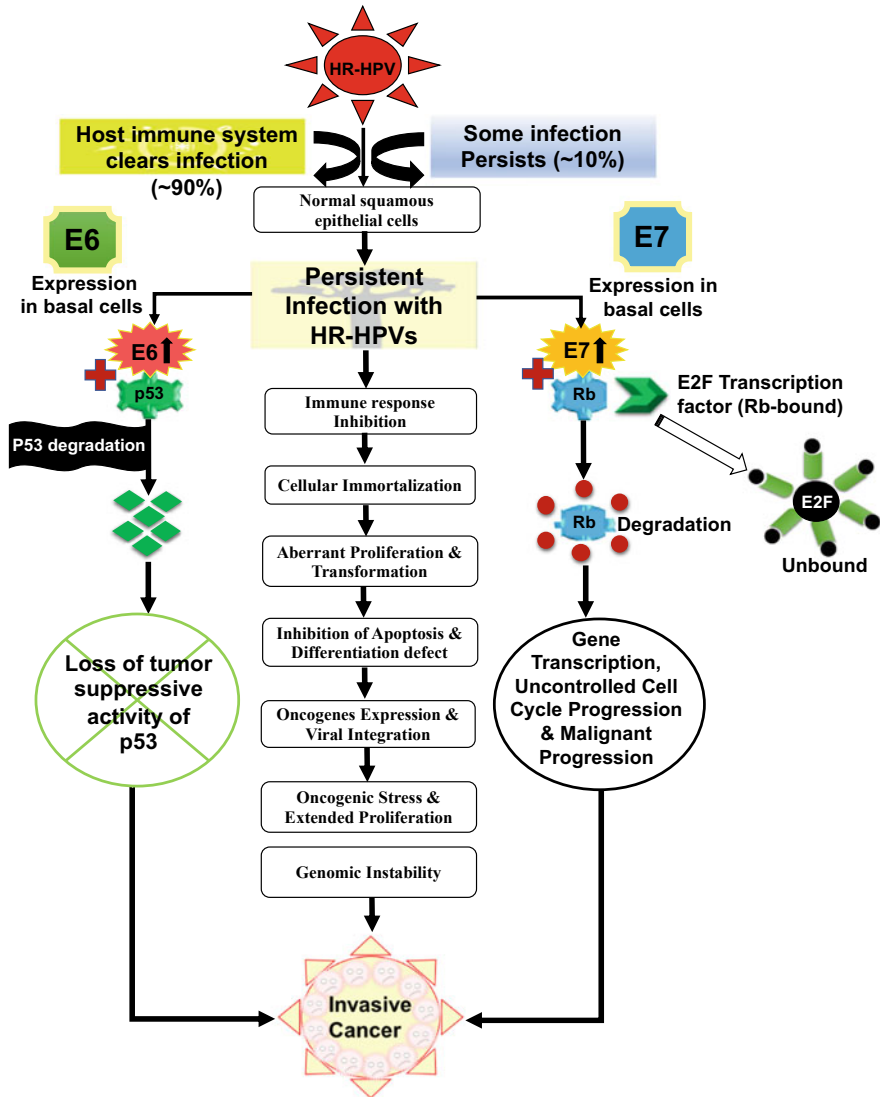 HR-HPV
Host immune system
clears infection
(~90%)
Some infection
Persists (~10%)
Normal squamous
epithelial cells
E6
Expression
in basal cells
E7
Expression in
basal cells
Persistent
Infection with
HR-HPVs
E6
p53
P53 degradation
E7
Rb
E2F Transcription
factor (Rb-bound)
E2F
Unbound
Rb
Degradation
Immune response
Inhibition
Cellular Immortalization
Aberrant Proliferation &
Transformation
Inhibition of Apoptosis &
Differentiation defect
Oncogenes Expression &
Viral Integration
Oncogenic Stress &
Extended Proliferation
Genomic Instability
Loss of tumor
suppressive
activity of
p53
Gene
Transcription,
Uncontrolled Cell
Cycle Progression
& Malignant
Progression
Invasive
Cancer